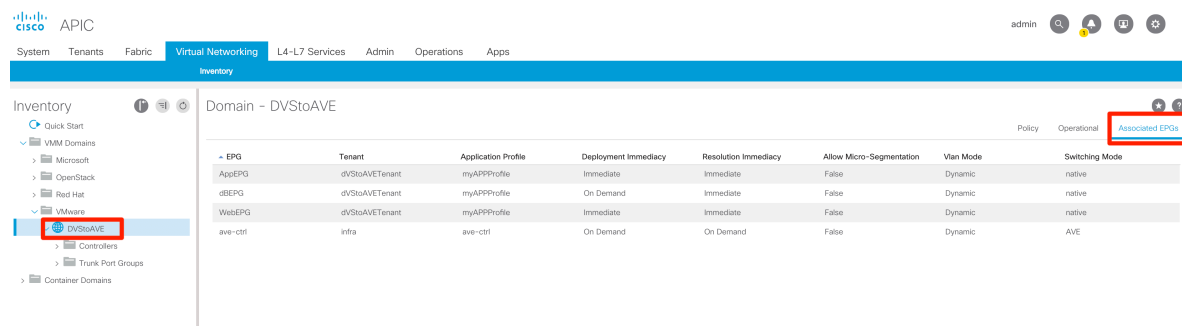 CISCO APIC
admin
1
System Tenants Fabric Virtual Networking L4-L7 Services Admin Operations Apps
Inventory
Inventory
Quick Start
VMM Domains
Microsoft
OpenStack
Red Hat
VMware
DVStoAVE
Controllers
Trunk Port Groups
Container Domains
Domain - DVStoAVE
?
Policy Operational Associated EPGs
EPG Tenant Application Profile Deployment Immediacy Resolution Immediacy Allow Micro-Segmentation Vlan Mode Switching Mode
AppEPG dVStoAVETenant myAPPProfile Immediate Immediate False Dynamic native
dBEPG dVStoAVETenant myAPPProfile On Demand Immediate False Dynamic native
WebEPG dVStoAVETenant myAPPProfile Immediate Immediate False Dynamic native
ave-ctrl infra ave-ctrl On Demand On Demand False Dynamic AVE